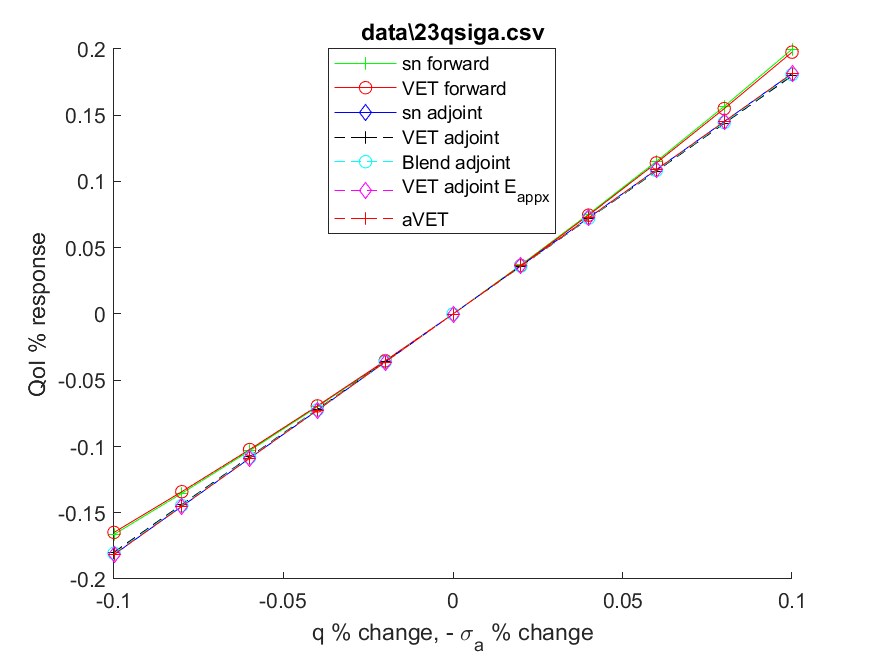 data\23qsiga.csv
sn forward
VET forward
sn adjoint
VET adjoint
Blend adjoint
VET adjoint E_appx
aVET
0.2
0.15
0.1
0.05
0
-0.05
-0.1
-0.15
-0.2
QoI % response
-0.1
-0.05
0
0.05
0.1
q % change, - σ_a % change